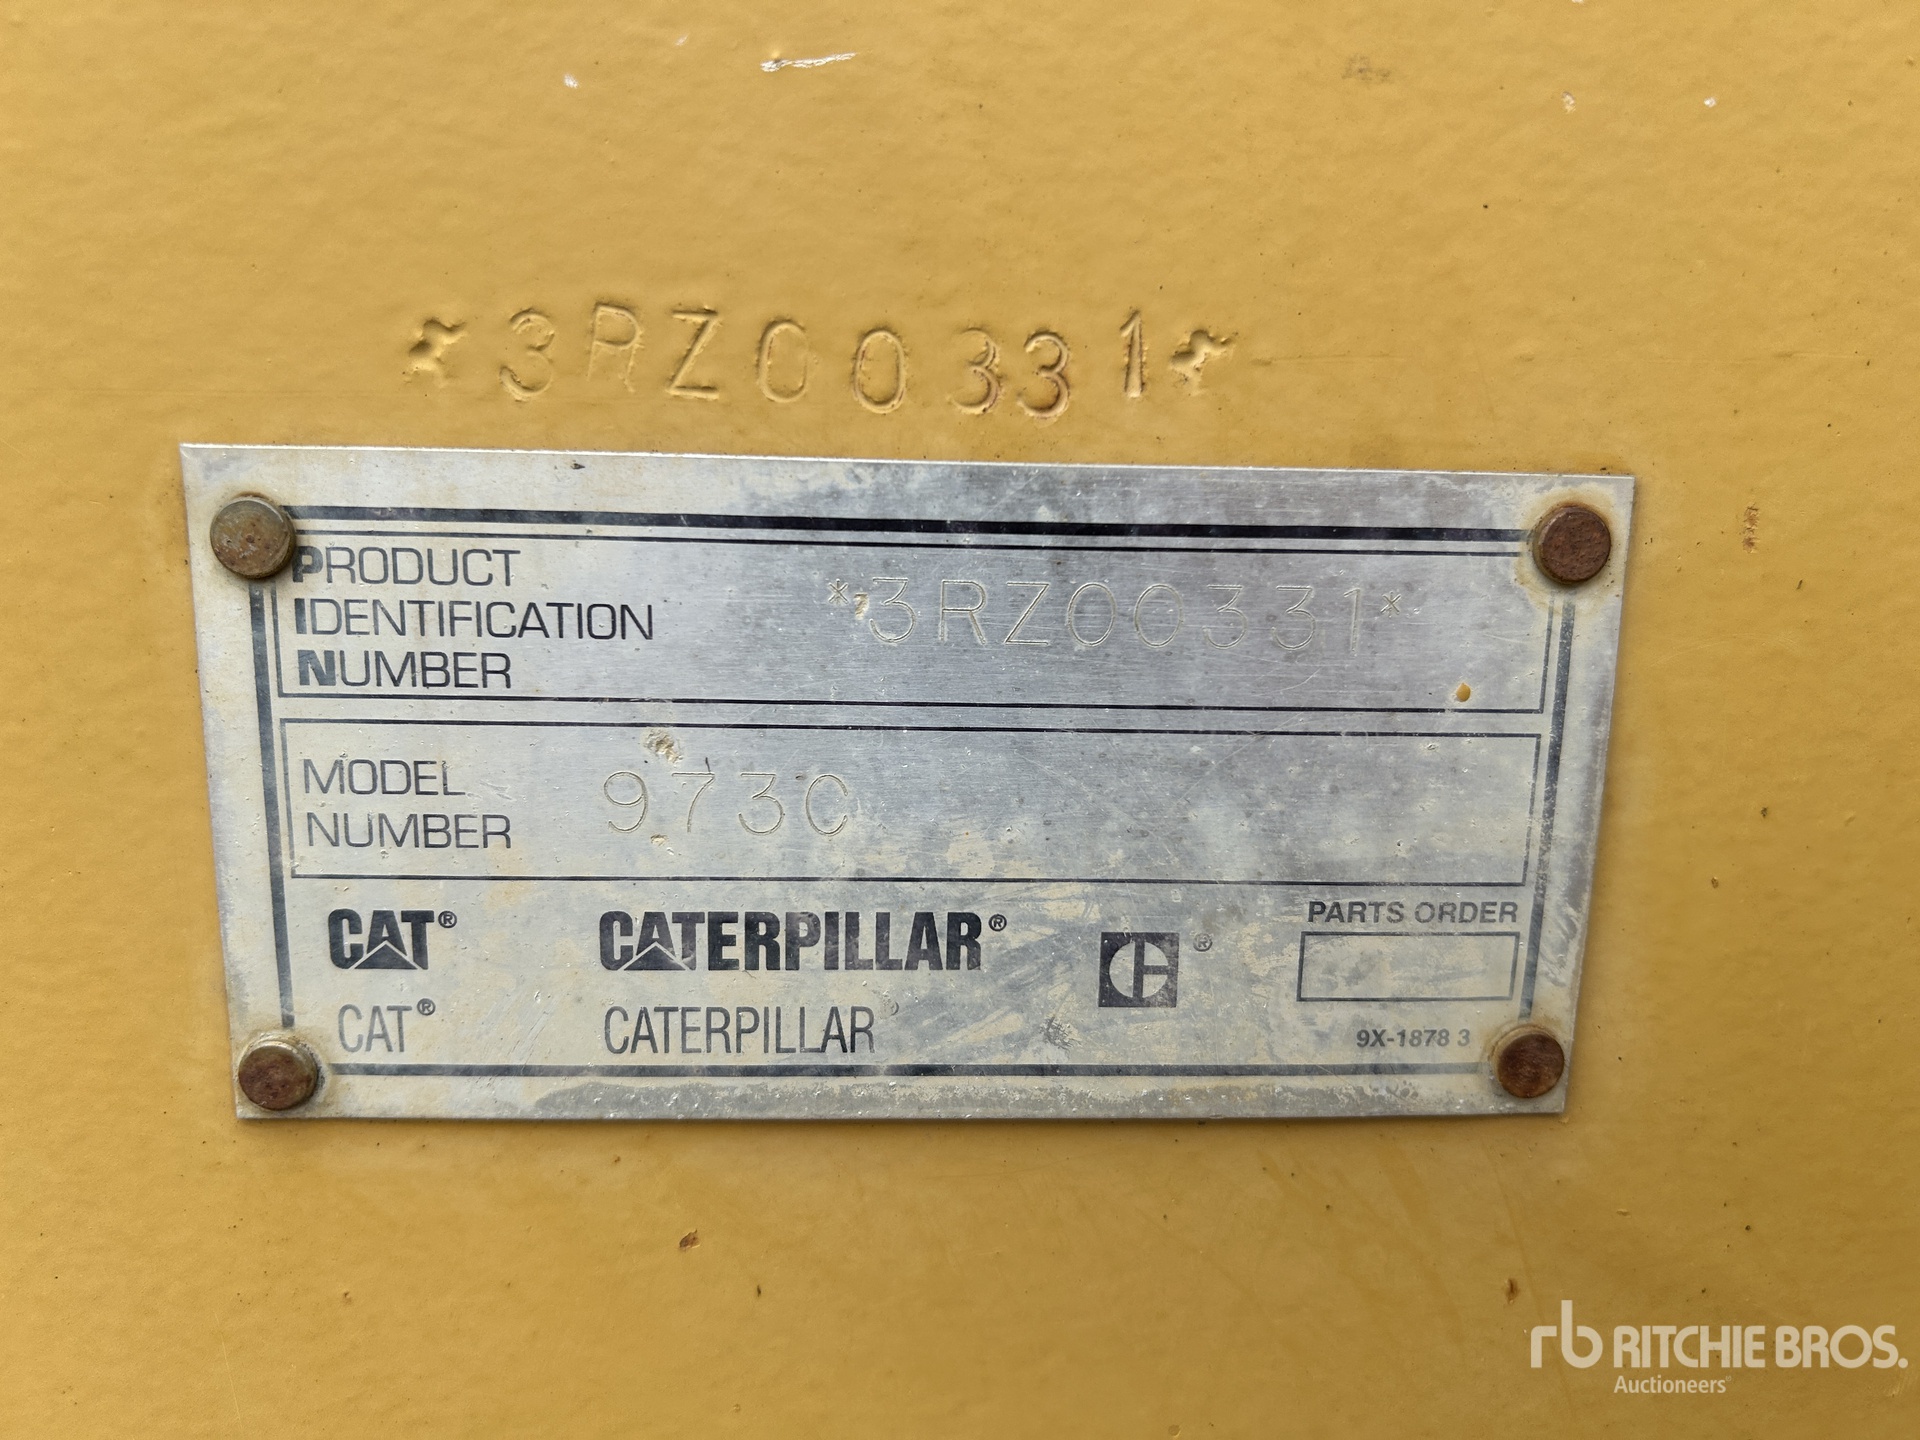 *3RZ00331*
PRODUCT
IDENTIFICATION
NUMBER
*3RZ00331*
MODEL
NUMBER
973C
CAT® CATERPILLAR® ®
CAT® CATERPILLAR
PARTS ORDER
9X-1878 3
rb RITCHIE BROS.
Auctioneers